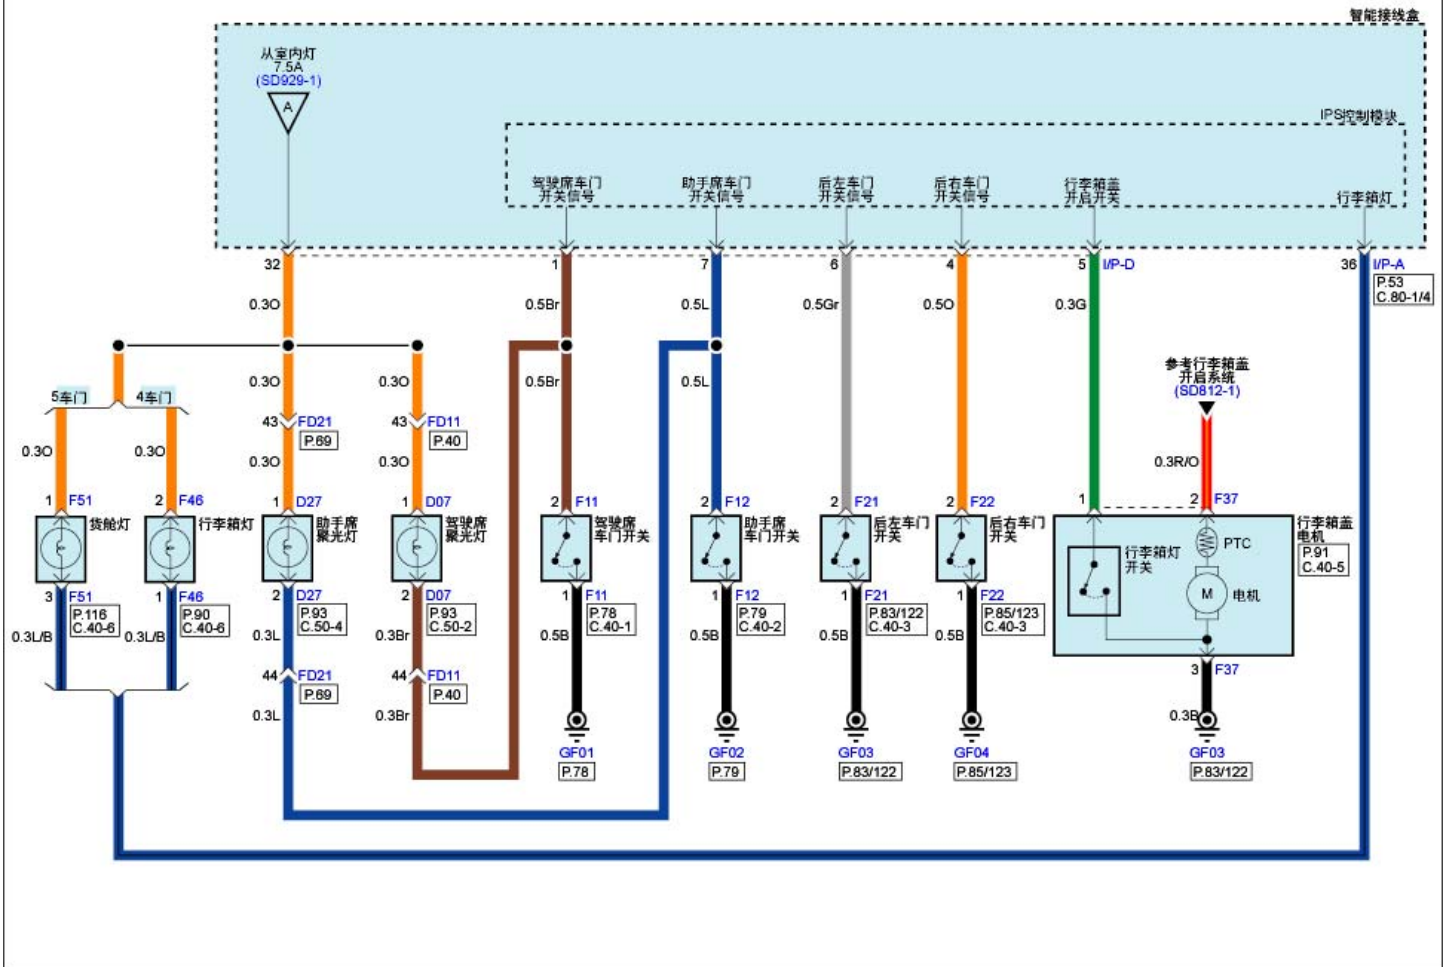 智能接线盒
从室内灯
7.5A
(SD929-1)
A
IPS控制模块
驾驶席车门
开关信号
助手席车门
开关信号
后左车门
开关信号
后右车门
开关信号
行李箱盖
开启开关
行李箱灯
32
1
7
6
4
5 I/P-D
36 I/P-A
P.53
C.80-1/4
0.3O
0.5Br
0.5L
0.5Gr
0.5O
0.3G
参考行李箱盖
开启系统
(SD812-1)
5车门
4车门
0.3O
0.3O
0.5Br
0.5L
43 FD21
P.69
43 FD11
P.40
0.3O
0.3O
0.3O
0.3O
0.3R/O
1 F51
2 F46
1 D27
1 D07
2 F11
2 F12
2 F21
2 F22
1
2 F37
货舱灯
行李箱灯
助手席
聚光灯
驾驶席
聚光灯
驾驶席
车门开关
助手席
车门开关
后左车门
开关
后右车门
开关
行李箱灯
开关
PTC
M
电机
行李箱盖
电机
P.91
C.40-5
3 F51
P.116
C.40-6
1 F46
P.90
C.40-6
2 D27
P.93
C.50-4
2 D07
P.93
C.50-2
1 F11
P.78
C.40-1
1 F12
P.79
C.40-2
1 F21
P.83/122
C.40-3
1 F22
P.85/123
C.40-3
0.3L/B
0.3L/B
0.3L
0.3Br
0.5B
0.5B
0.5B
0.5B
3 F37
44 FD21
P.69
44 FD11
P.40
0.3L
0.3Br
0.3B
GF01
P.78
GF02
P.79
GF03
P.83/122
GF04
P.85/123
GF03
P.83/122